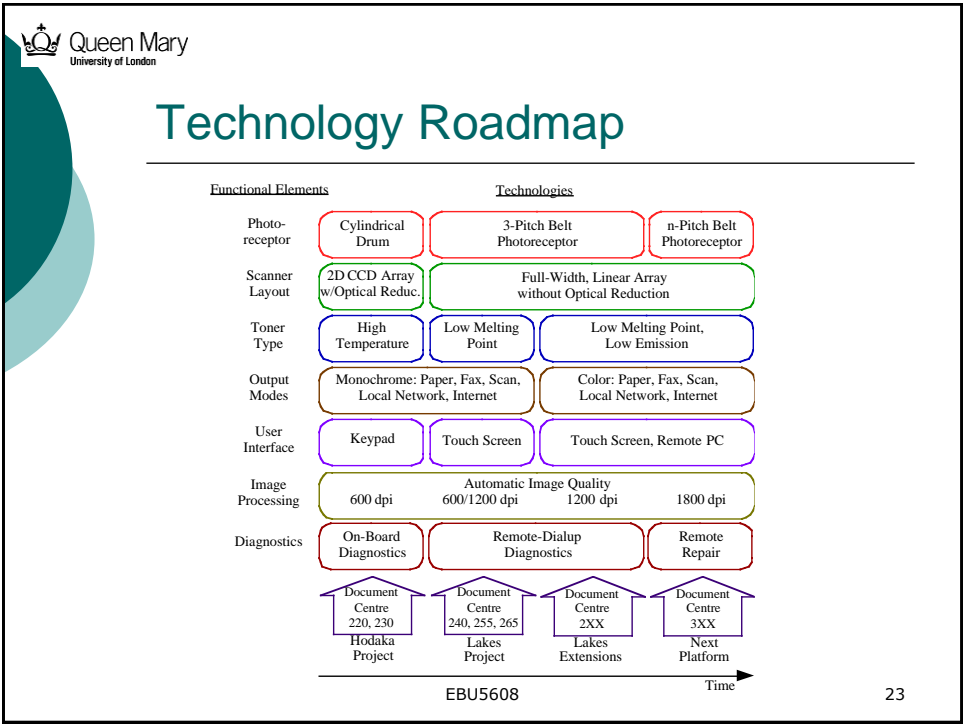 Queen Mary
University of London
Technology Roadmap
Functional Elements
Technologies
Photo-
receptor
Cylindrical
Drum
3-Pitch Belt
Photoreceptor
n-Pitch Belt
Photoreceptor
Scanner
Layout
2D CCD Array
w/Optical Reduc.
Full-Width, Linear Array
without Optical Reduction
Toner
Type
High
Temperature
Low Melting
Point
Low Melting Point,
Low Emission
Output
Modes
Monochrome: Paper, Fax, Scan,
Local Network, Internet
Color: Paper, Fax, Scan,
Local Network, Internet
User
Interface
Keypad
Touch Screen
Touch Screen, Remote PC
Image
Processing
Automatic Image Quality
600 dpi
600/1200 dpi
1200 dpi
1800 dpi
Diagnostics
On-Board
Diagnostics
Remote-Dialup
Diagnostics
Remote
Repair
Document
Centre
220, 230
Hodaka
Project
Document
Centre
240, 255, 265
Lakes
Project
Document
Centre
2XX
Lakes
Extensions
Document
Centre
3XX
Next
Platform
Time
EBU5608
23